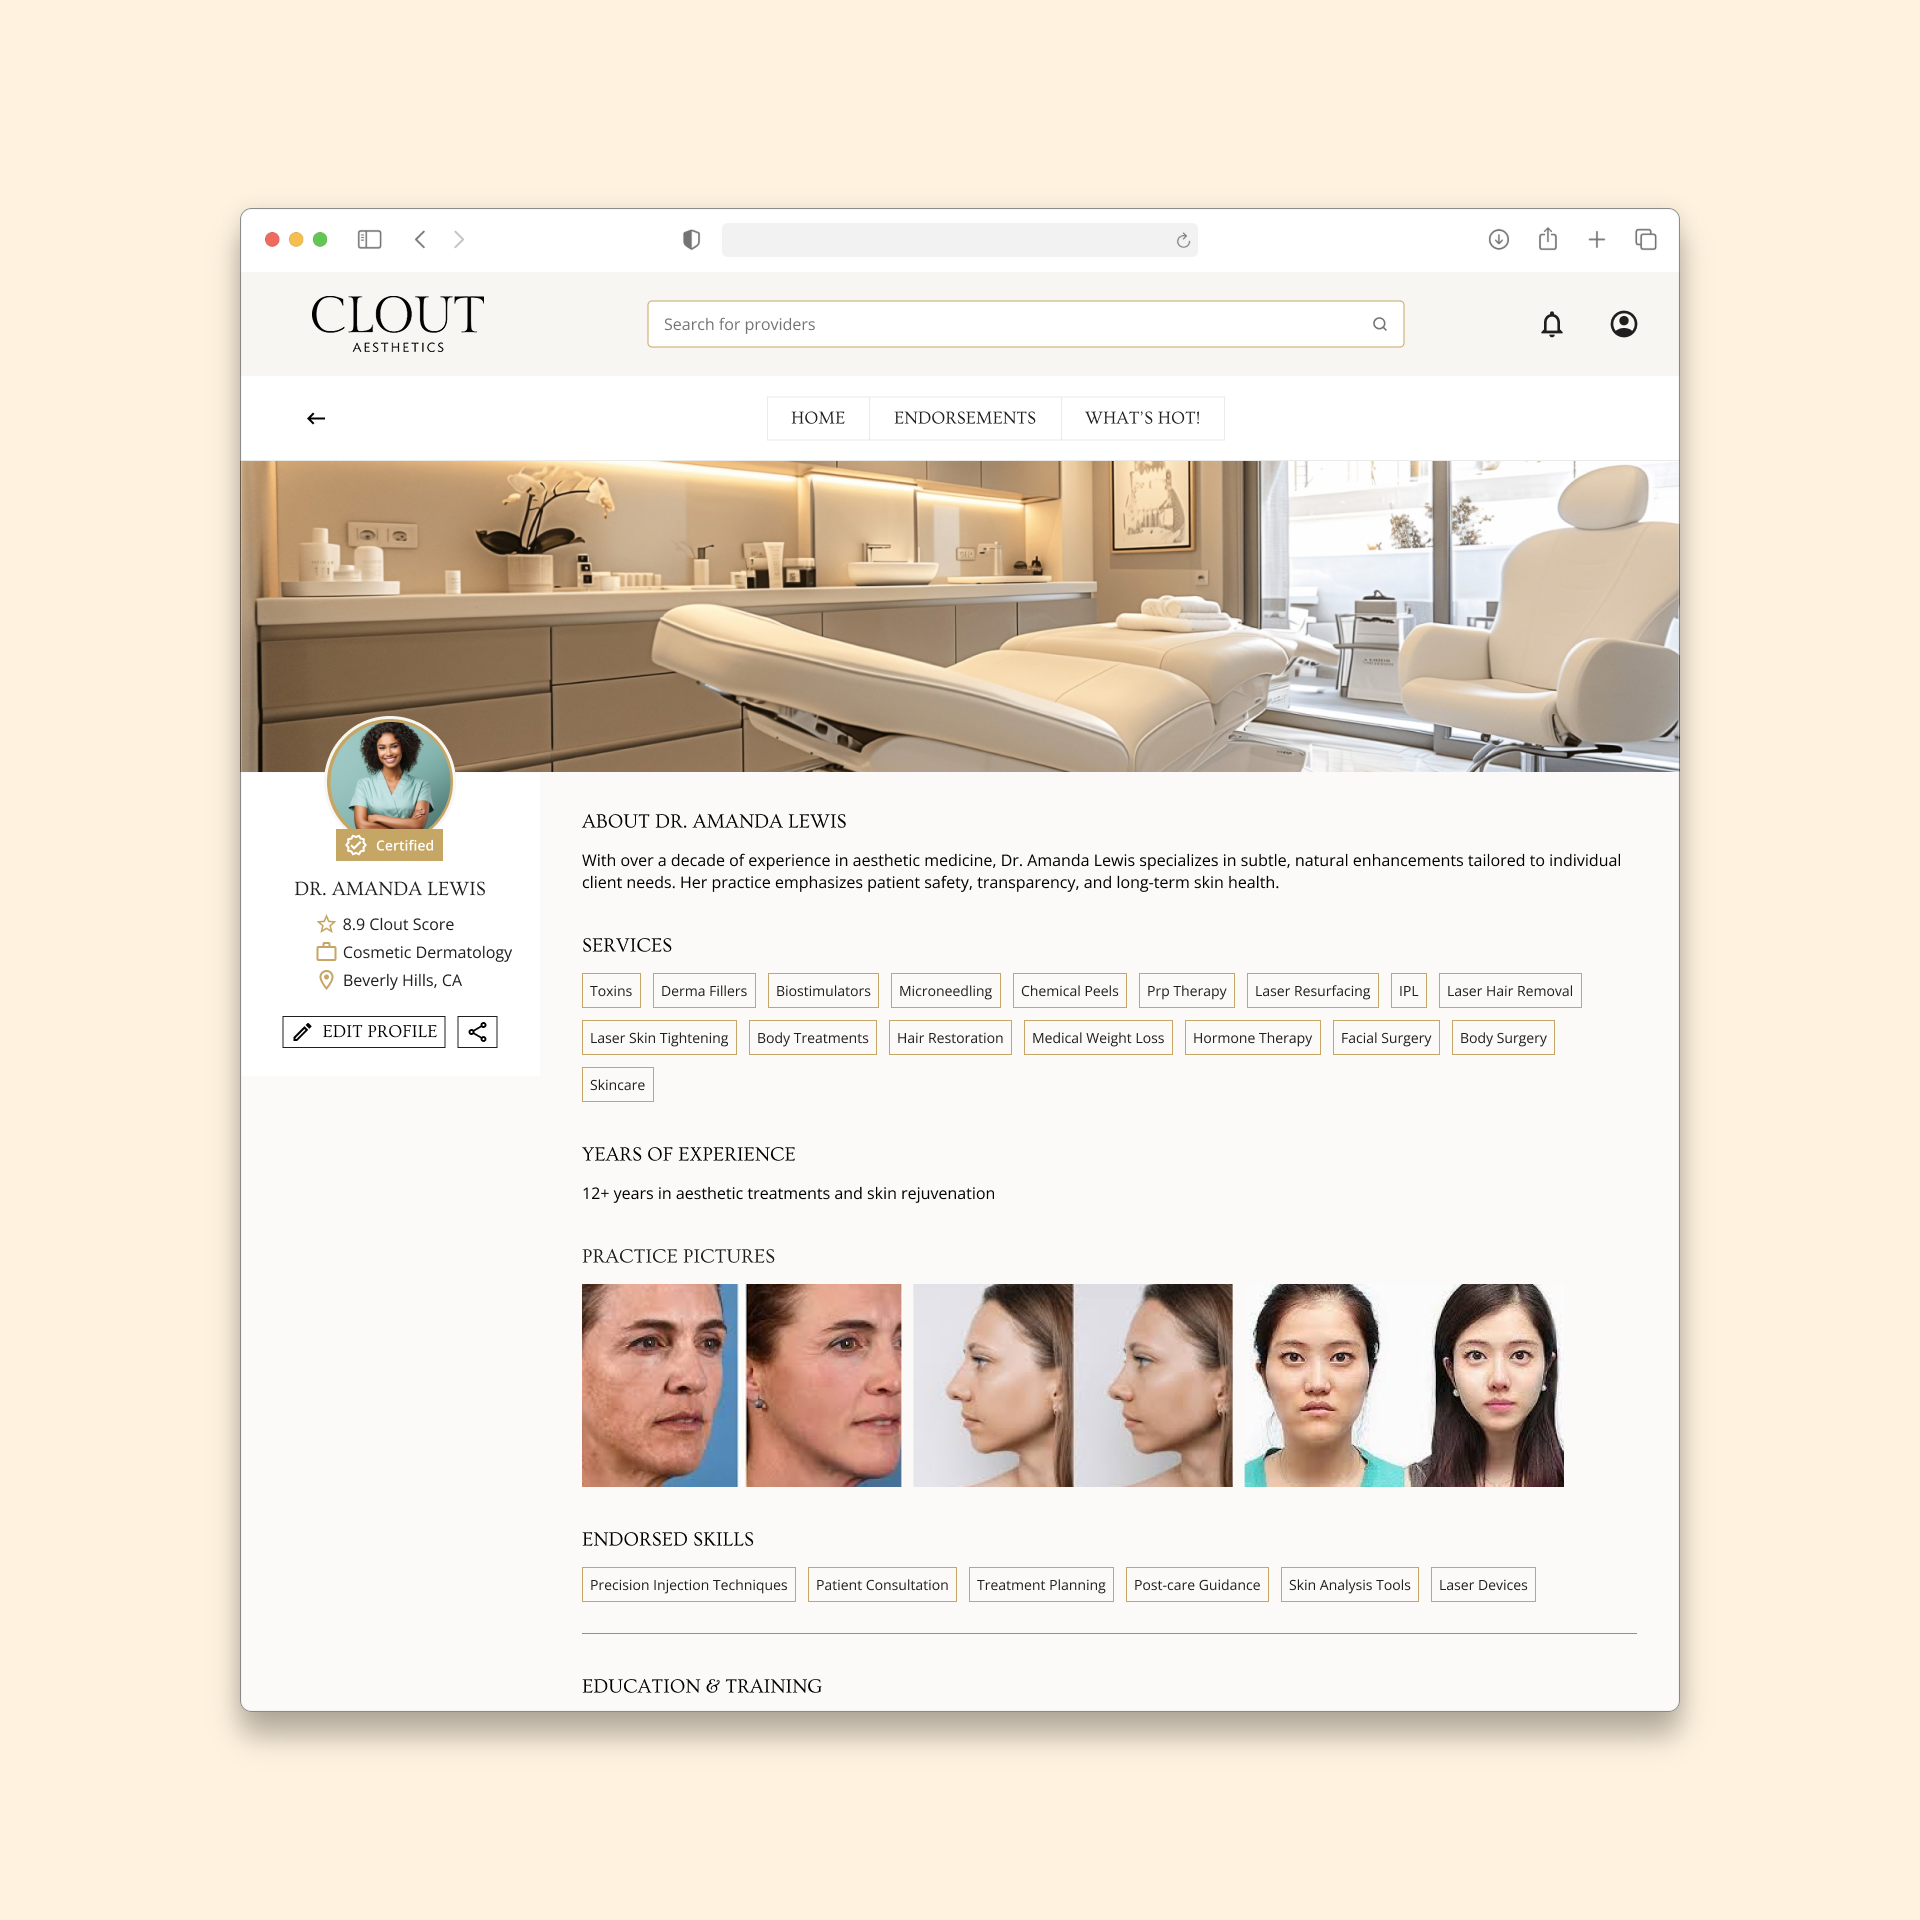 CLOUT
AESTHETICS
Search for providers
HOME
ENDORSEMENTS
WHAT'S HOT!
Certified
DR. AMANDA LEWIS
8.9 Clout Score
Cosmetic Dermatology
Beverly Hills, CA
EDIT PROFILE
ABOUT DR. AMANDA LEWIS
With over a decade of experience in aesthetic medicine, Dr. Amanda Lewis specializes in subtle, natural enhancements tailored to individual
client needs. Her practice emphasizes patient safety, transparency, and long-term skin health.
SERVICES
Toxins
Derma Fillers
Biostimulators
Microneedling
Chemical Peels
Prp Therapy
Laser Resurfacing
IPL
Laser Hair Removal
Laser Skin Tightening
Body Treatments
Hair Restoration
Medical Weight Loss
Hormone Therapy
Facial Surgery
Body Surgery
Skincare
YEARS OF EXPERIENCE
12+ years in aesthetic treatments and skin rejuvenation
PRACTICE PICTURES
ENDORSED SKILLS
Precision Injection Techniques
Patient Consultation
Treatment Planning
Post-care Guidance
Skin Analysis Tools
Laser Devices
EDUCATION & TRAINING